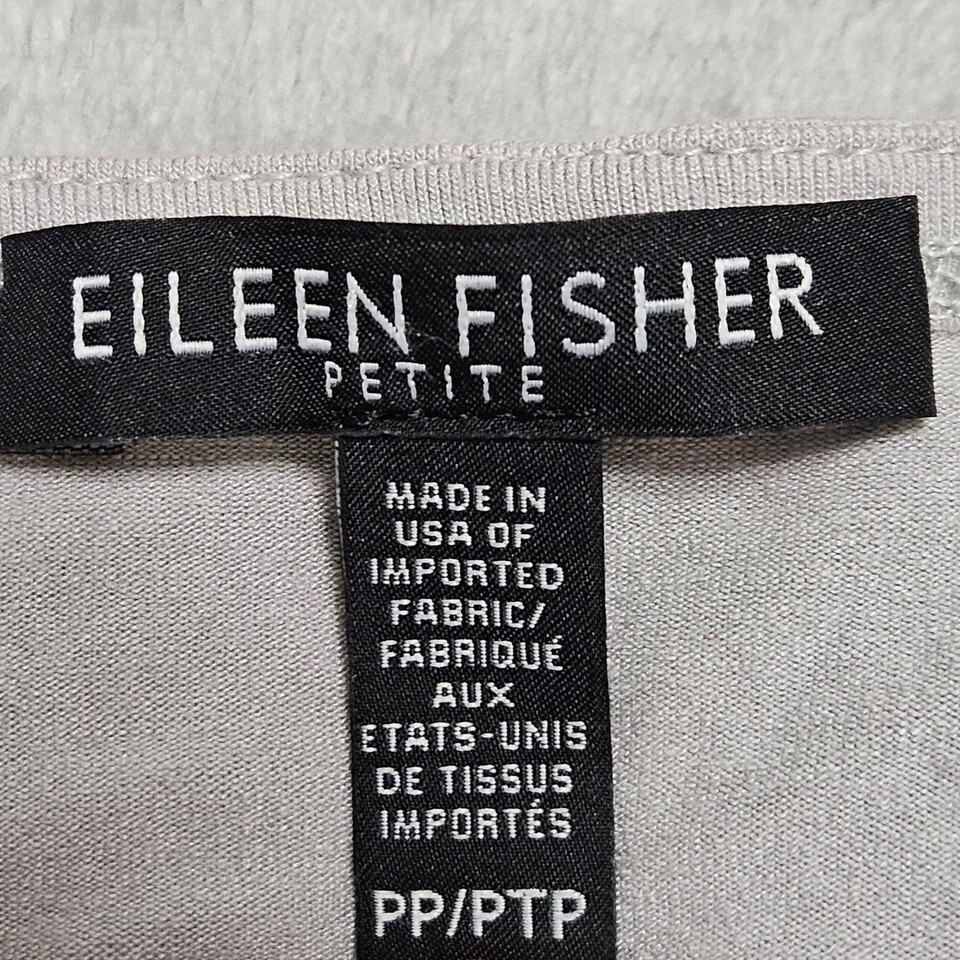 EILEEN FISHER
PETITE
MADE IN
USA OF
IMPORTED
FABRIC/
FABRIQUÉ
AUX
ETATS-UNIS
DE TISSUS
IMPORTÉS
PP/PTP